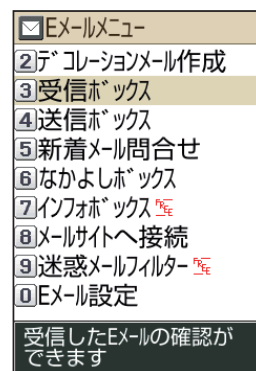 Eﾒｰﾙﾒﾆｭｰ
2ﾃﾞｺﾚｰｼｮﾝﾒｰﾙ作成
3受信ﾎﾞｯｸｽ
4送信ﾎﾞｯｸｽ
5新着ﾒｰﾙ問合せ
6なかよしﾎﾞｯｸｽ
7ｲﾝﾌｫﾎﾞｯｸｽ FREE
8ﾒｰﾙｻｲﾄへ接続
9迷惑ﾒｰﾙﾌｨﾙﾀｰ FREE
0Eﾒｰﾙ設定
受信したEﾒｰﾙの確認が
できます